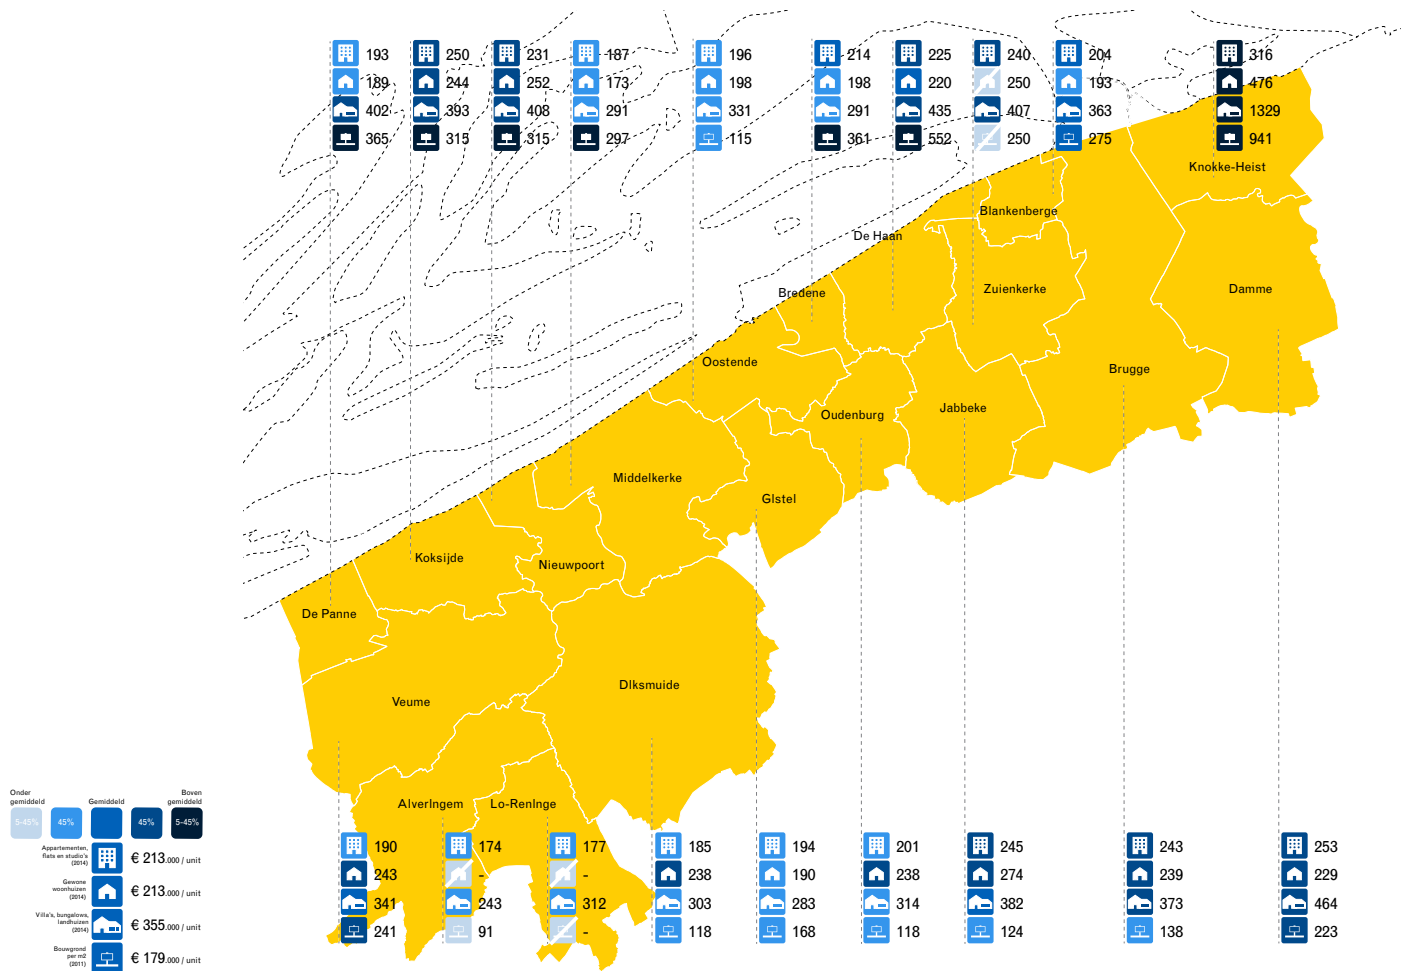 193 250 231 187 196 214 225 240 204 316
189 244 252 173 198 198 220 250 193 476
402 393 408 291 331 291 435 407 363 1329
365 315 315 297 115 361 552 250 275 941
Knokke-Heist
Blankenberge
De Haan
Zuienkerke
Damme
Bredene
Oostende
Brugge
Oudenburg
Jabbeke
Middelkerke
GIstel
Koksijde
Nieuwpoort
De Panne
DIksmuide
Veurne
AlverIngem
Lo-RenInge
190 174 177 185 194 201 245 243 253
243 - - 238 190 238 274 239 229
341 243 312 303 283 314 382 373 464
241 91 - 118 168 118 124 138 223
Onder
gemiddeld
Gemiddeld
Boven
gemiddeld
5-45% 45% 45% 5-45%
Appartementen,
flats en studio's
(2014)
€ 213.000 / unit
Gewone
woonhuizen
(2014)
€ 213.000 / unit
Villa's, bungalows,
landhuizen
(2014)
€ 355.000 / unit
Bouwgrond
per m2
(2011)
€ 179.000 / unit